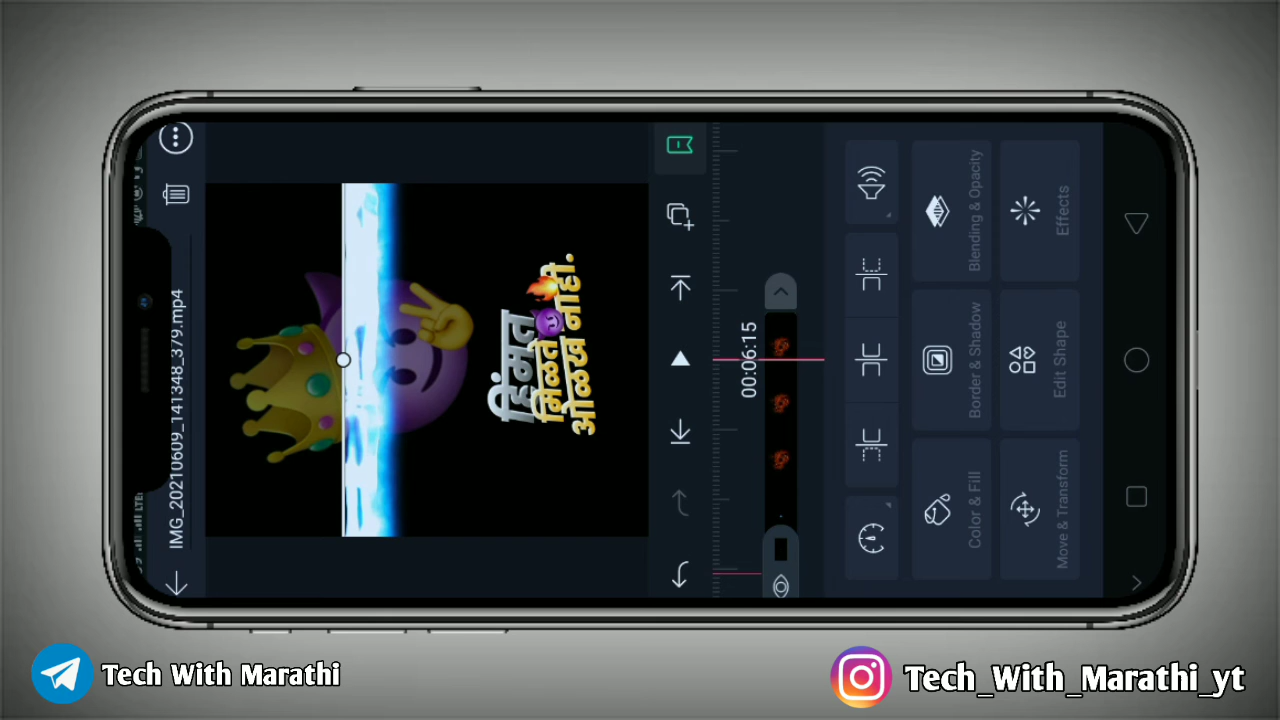 IMG_20210609_141348_379.mp4
हिंमत
मिळते
ओळख नाही.
00:06:15
Blending & Opacity
Effects
Border & Shadow
Edit Shape
Color & Fill
Move & Transform
Tech With Marathi
Tech_With_Marathi_yt